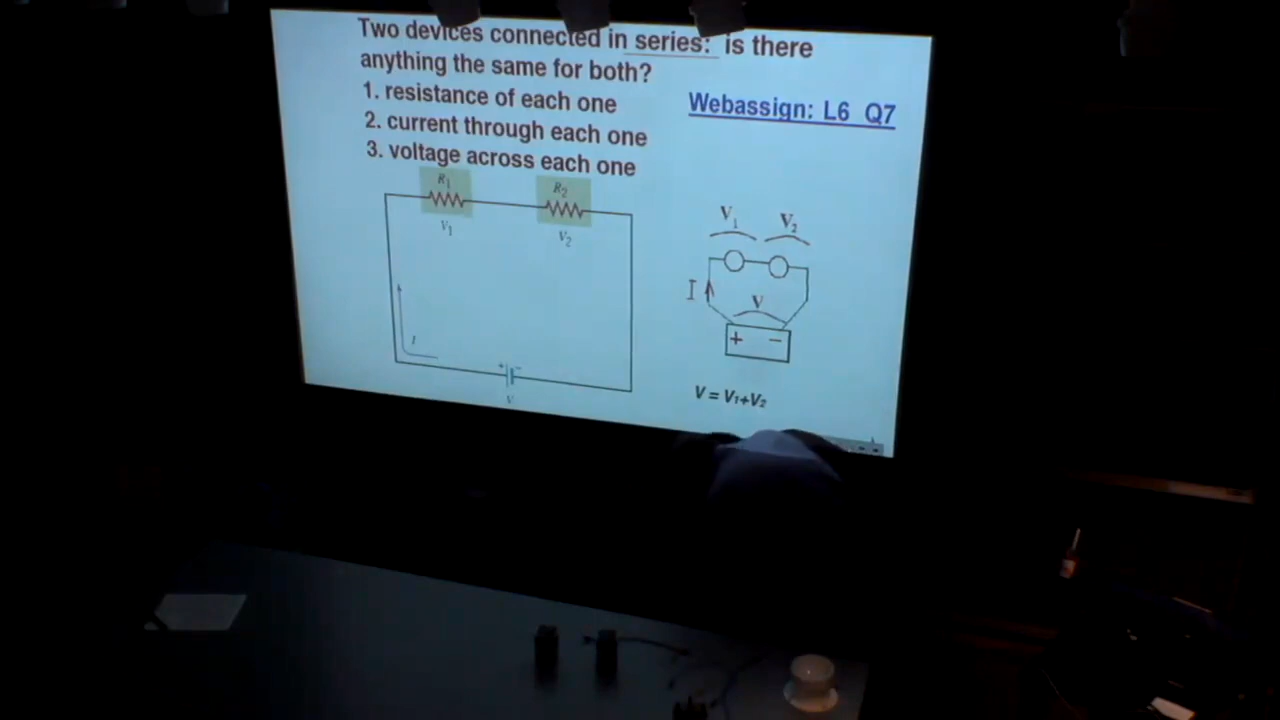 Two devices connected in series: is there
anything the same for both?
1. resistance of each one
2. current through each one
3. voltage across each one
Webassign: L6 Q7
R1
R2
V1
V2
I
+ -
V
V1 V2
I
V
+ −
V = V1+V2